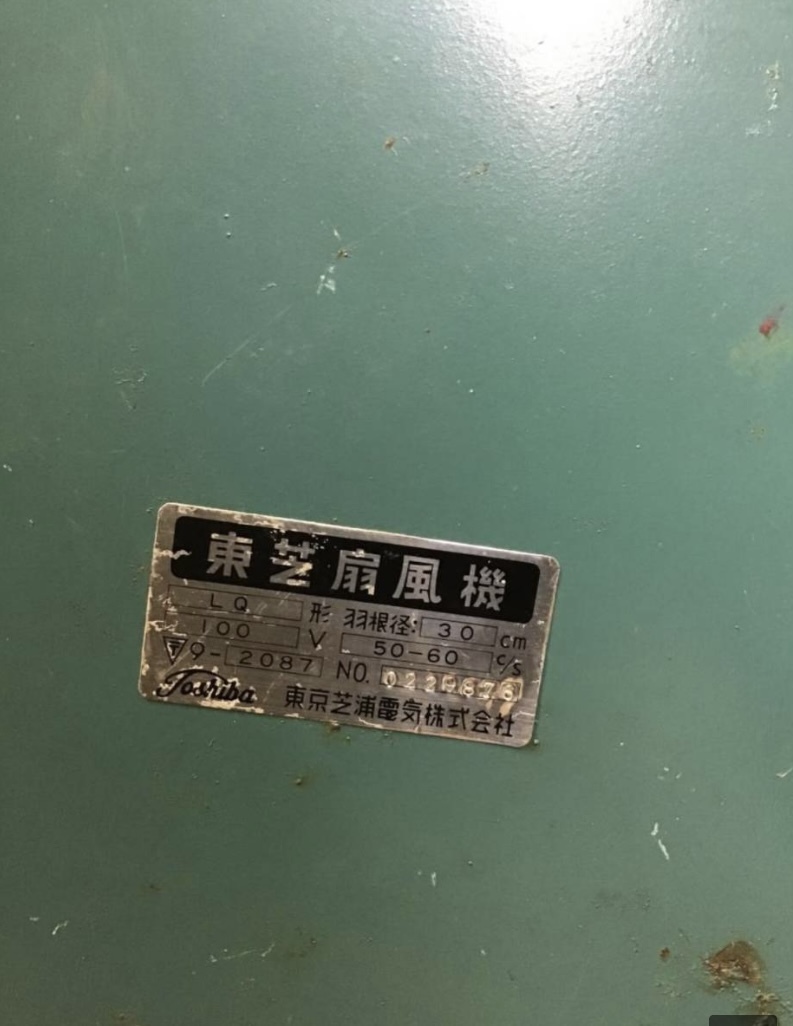 東芝扇風機
LQ 形 羽根径: 30 cm
100 V 50-60 c/s
〒9-2087 NO.
Toshiba 東京芝浦電気株式会社